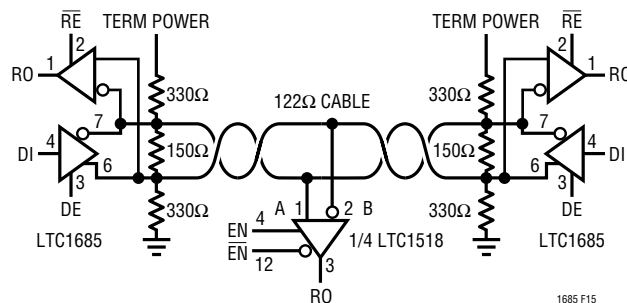 RE TERM POWER TERM POWER RE
2 2
RO 1 1 RO
330Ω 122Ω CABLE 330Ω
7 7
DI 4 150Ω 150Ω 4 DI
6 6
3 3
DE 330Ω A 1 2 B 330Ω DE
LTC1685 EN 4 1/4 LTC1518 LTC1685
EN 12 3
RO
1685 F15